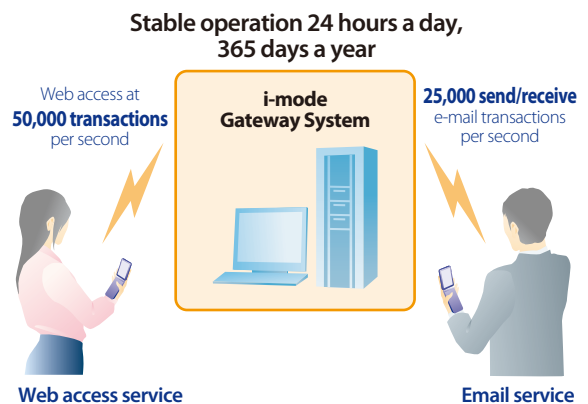 Stable operation 24 hours a day,
365 days a year
Web access at
50,000 transactions
per second
i-mode
Gateway System
25,000 send/receive
e-mail transactions
per second
Web access service
Email service